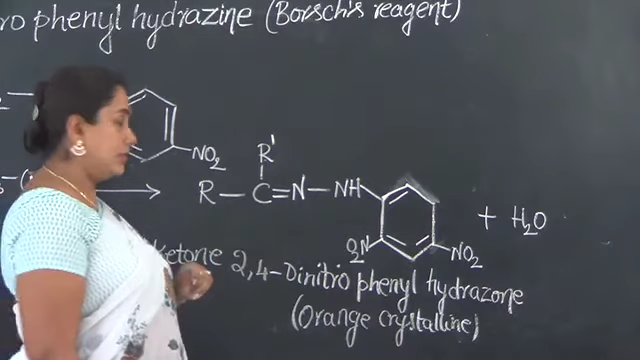 ro phenyl hydrazine (Borsch's reagent)
NO2
R'
R — C = N — NH
+ H2O
O2N
NO2
Ketone 2,4-Dinitro phenyl hydrazone
(Orange crystalline)